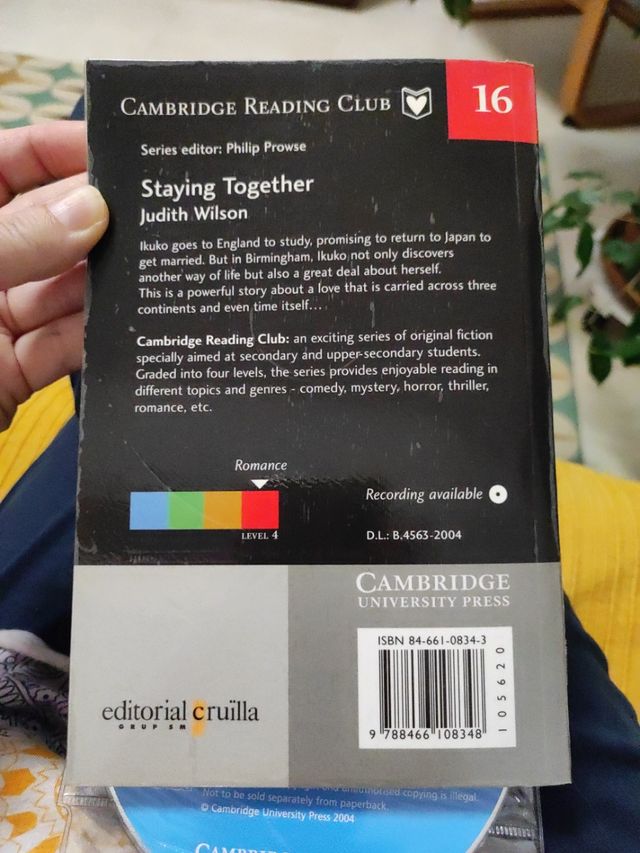 CAMBRIDGE READING CLUB
16
Series editor: Philip Prowse
Staying Together
Judith Wilson
Ikuko goes to England to study, promising to return to Japan to
get married. But in Birmingham, Ikuko not only discovers
another way of life but also a great deal about herself.
This is a powerful story about a love that is carried across three
continents and even time itself...
Cambridge Reading Club: an exciting series of original fiction
specially aimed at secondary and upper-secondary students.
Graded into four levels, the series provides enjoyable reading in
different topics and genres - comedy, mystery, horror, thriller,
romance, etc.
Romance
Recording available
LEVEL 4
D.L.: B.4563-2004
CAMBRIDGE
UNIVERSITY PRESS
ISBN 84-661-0834-3
105620
9 788466 108348
editorial cruïlla
GRUP SM
and unauthorised copying is illegal.
Not to be sold separately from paperback.
© Cambridge University Press 2004